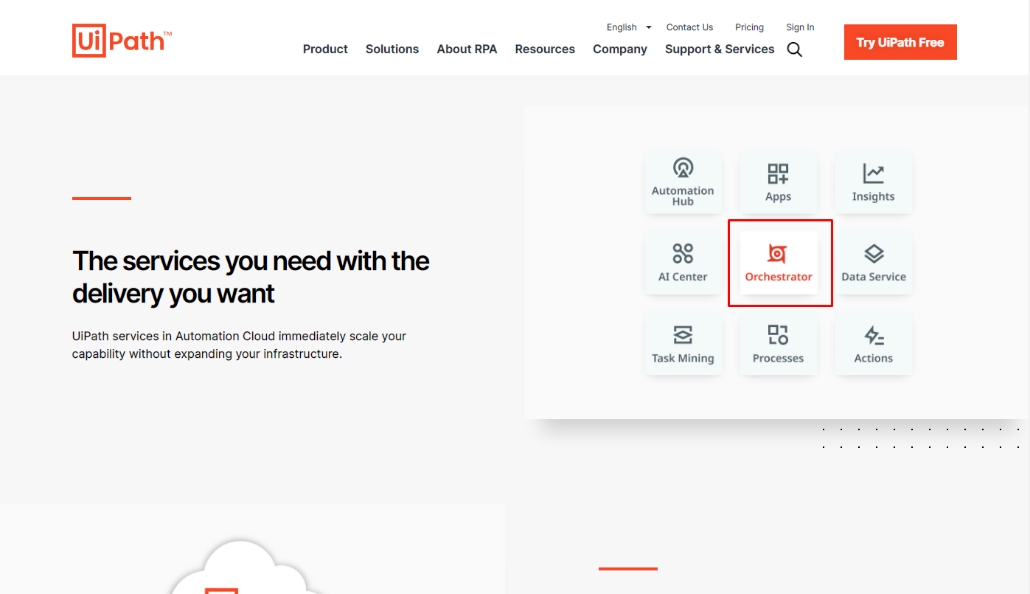 UiPath™
English
Contact Us
Pricing
Sign In
Product
Solutions
About RPA
Resources
Company
Support & Services
Try UiPath Free
The services you need with the
delivery you want
UiPath services in Automation Cloud immediately scale your
capability without expanding your infrastructure.
Automation
Hub
Apps
Insights
AI Center
Orchestrator
Data Service
Task Mining
Processes
Actions